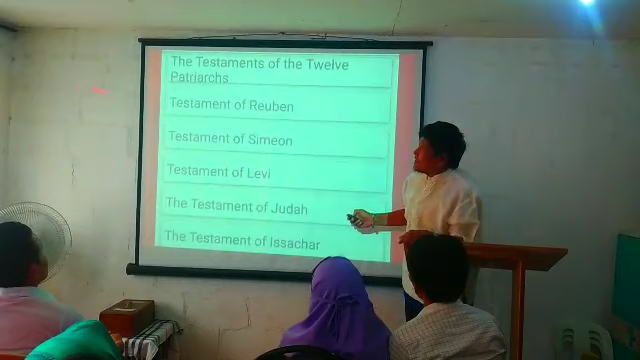 The Testaments of the Twelve
Patriarchs
Testament of Reuben
Testament of Simeon
Testament of Levi
The Testament of Judah
The Testament of Issachar